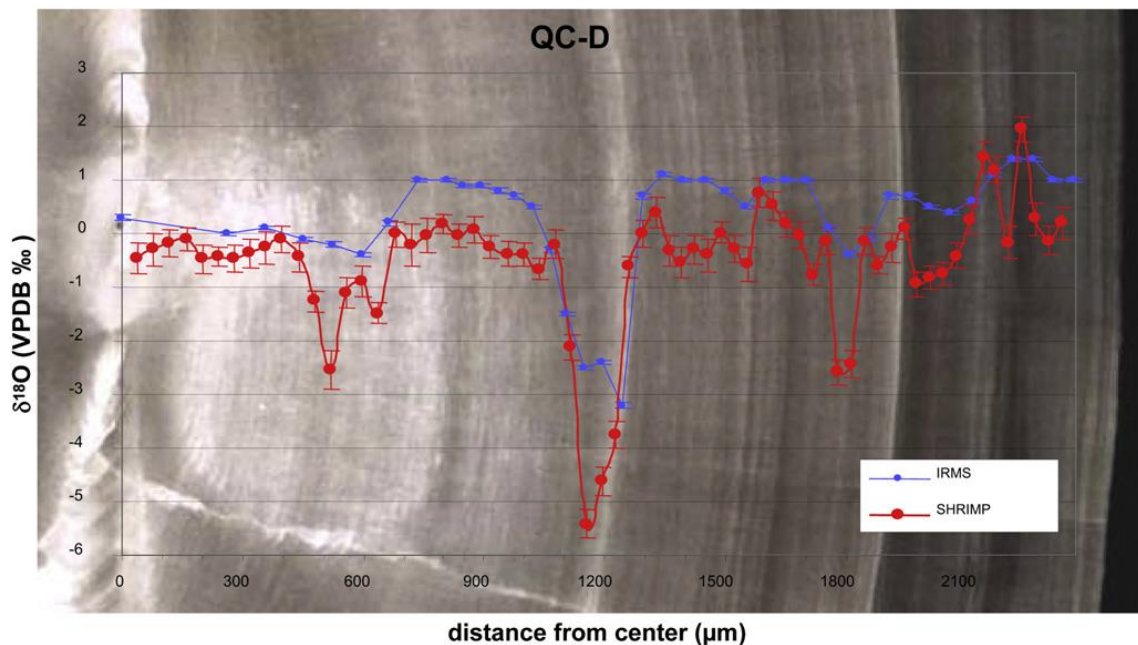 QC-D
3
2
1
0
-1
-2
-3
-4
-5
-6
δ¹⁸O (VPDB ‰)
0 300 600 900 1200 1500 1800 2100
distance from center (µm)
IRMS
SHRIMP